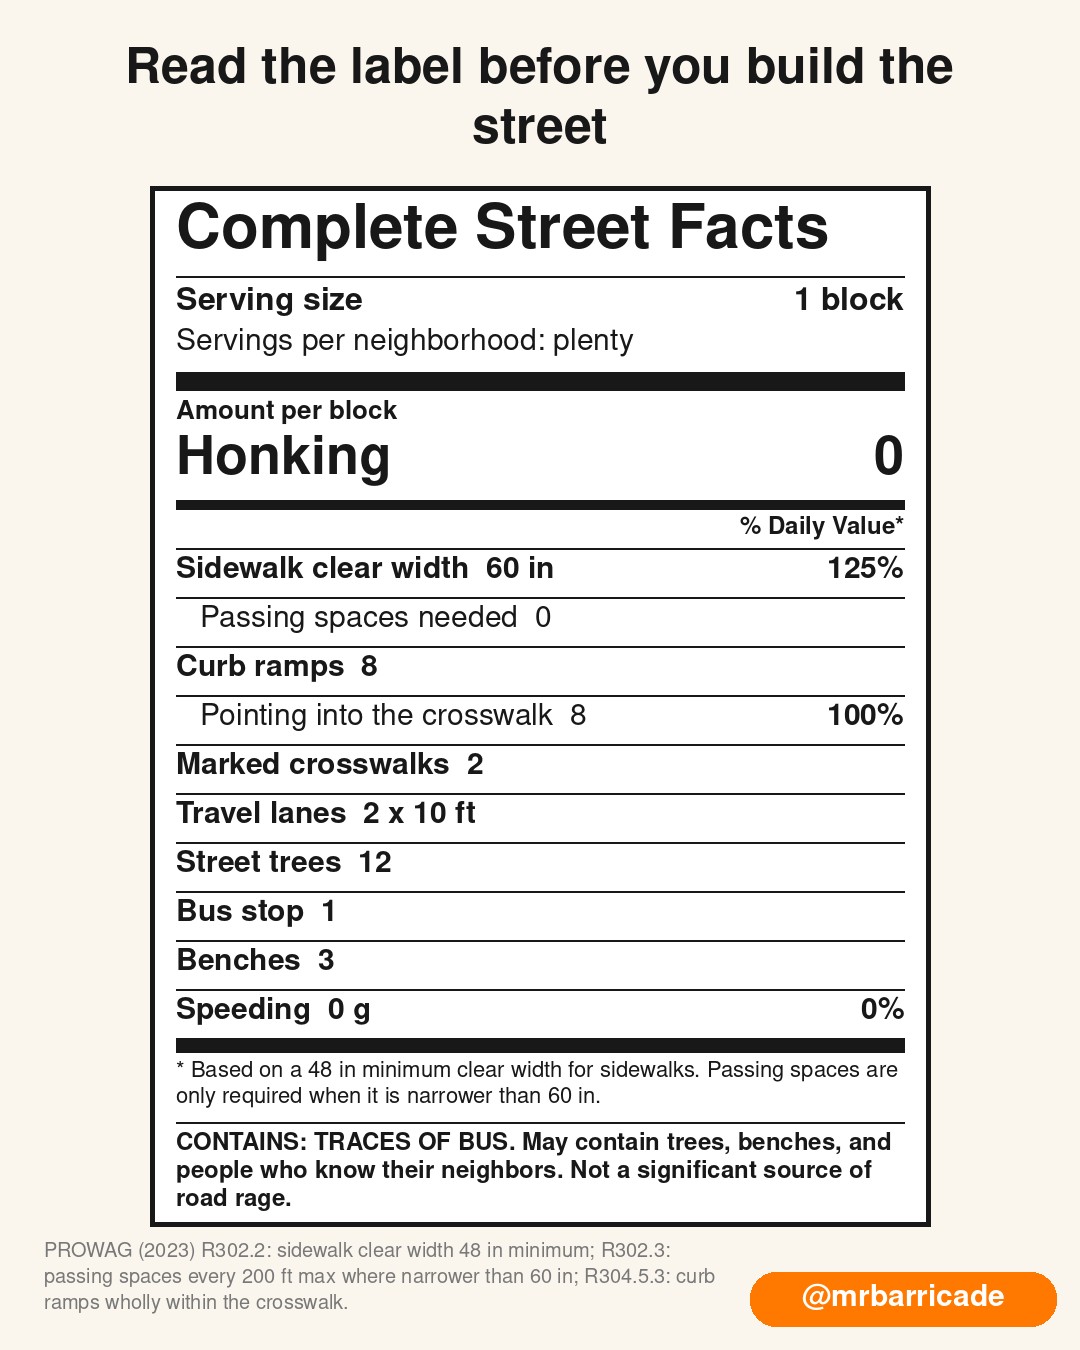 Read the label before you build the
street
Complete Street Facts
Serving size 1 block
Servings per neighborhood: plenty
Amount per block
Honking 0
% Daily Value*
Sidewalk clear width 60 in 125%
Passing spaces needed 0
Curb ramps 8
Pointing into the crosswalk 8 100%
Marked crosswalks 2
Travel lanes 2 x 10 ft
Street trees 12
Bus stop 1
Benches 3
Speeding 0 g 0%
* Based on a 48 in minimum clear width for sidewalks. Passing spaces are
only required when it is narrower than 60 in.
CONTAINS: TRACES OF BUS. May contain trees, benches, and
people who know their neighbors. Not a significant source of
road rage.
PROWAG (2023) R302.2: sidewalk clear width 48 in minimum; R302.3:
passing spaces every 200 ft max where narrower than 60 in; R304.5.3: curb
ramps wholly within the crosswalk.
@mrbarricade